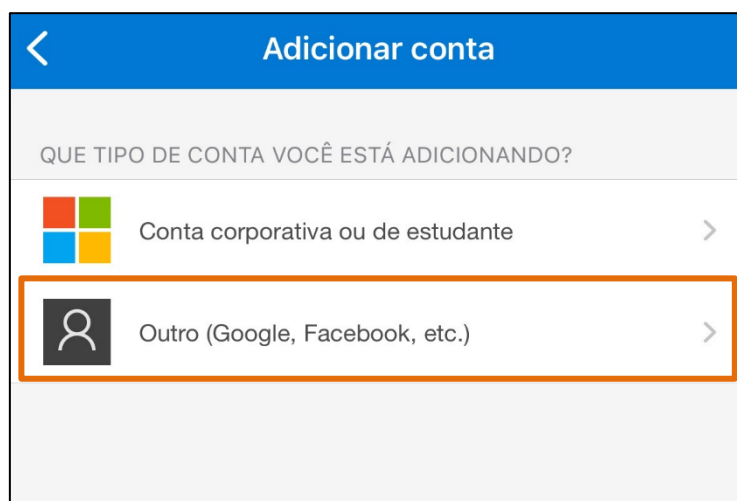 Adicionar conta
QUE TIPO DE CONTA VOCÊ ESTÁ ADICIONANDO?
Conta corporativa ou de estudante
Outro (Google, Facebook, etc.)